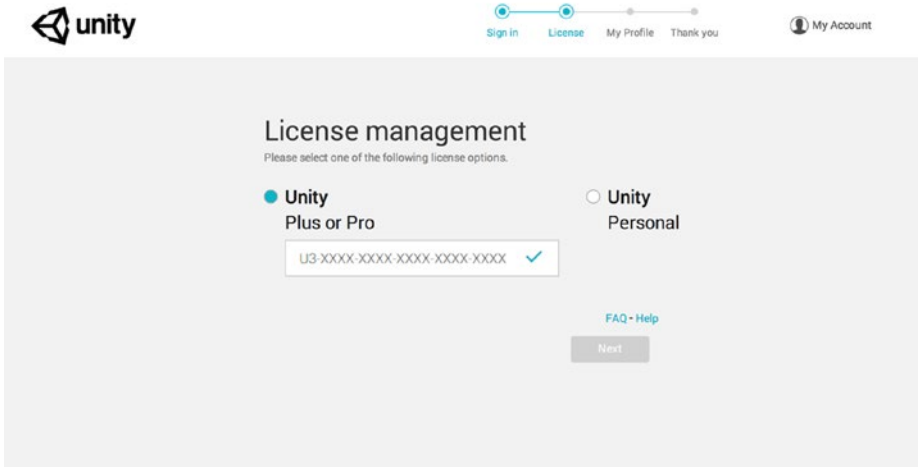 unity
Sign in License My Profile Thank you
My Account
License management
Please select one of the following license options.
Unity
Plus or Pro
U3-XXXX-XXXX-XXXX-XXXX-XXXX
Unity
Personal
FAQ - Help
Next